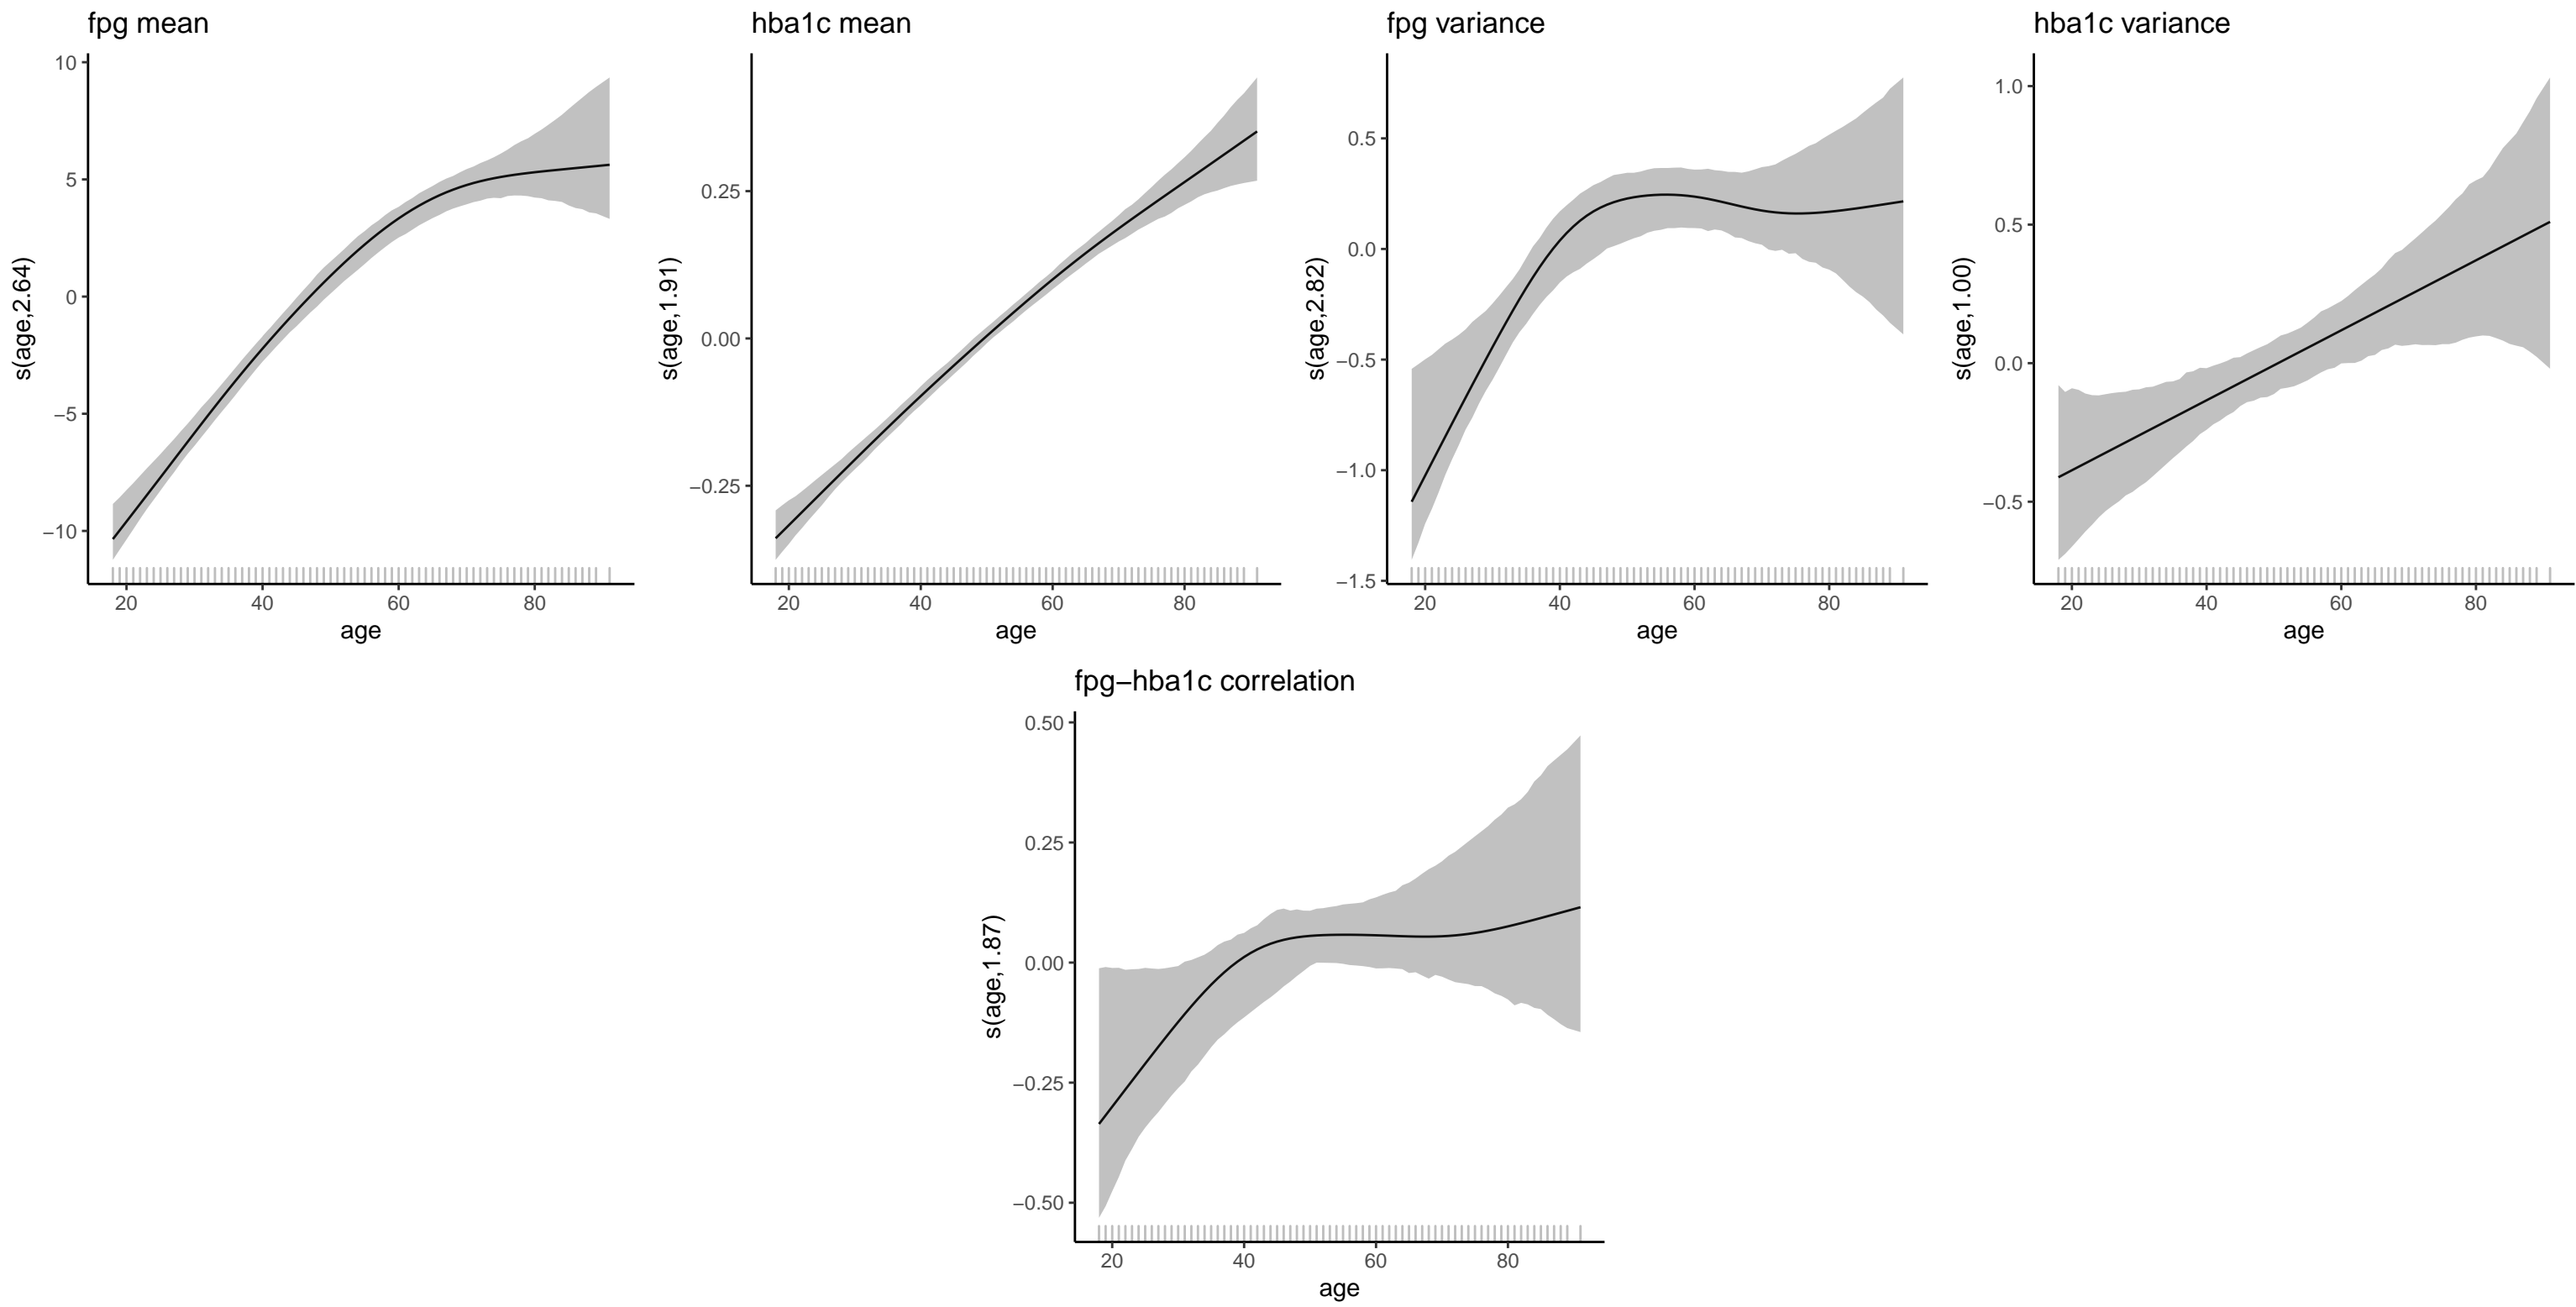 fpg mean
10
5
0
−5
−10
s(age,2.64)
20 40 60 80
age
hba1c mean
0.25
0.00
−0.25
s(age,1.91)
20 40 60 80
age
fpg variance
0.5
0.0
−0.5
−1.0
−1.5
s(age,2.82)
20 40 60 80
age
hba1c variance
1.0
0.5
0.0
−0.5
s(age,1.00)
20 40 60 80
age
fpg−hba1c correlation
0.50
0.25
0.00
−0.25
−0.50
s(age,1.87)
20 40 60 80
age